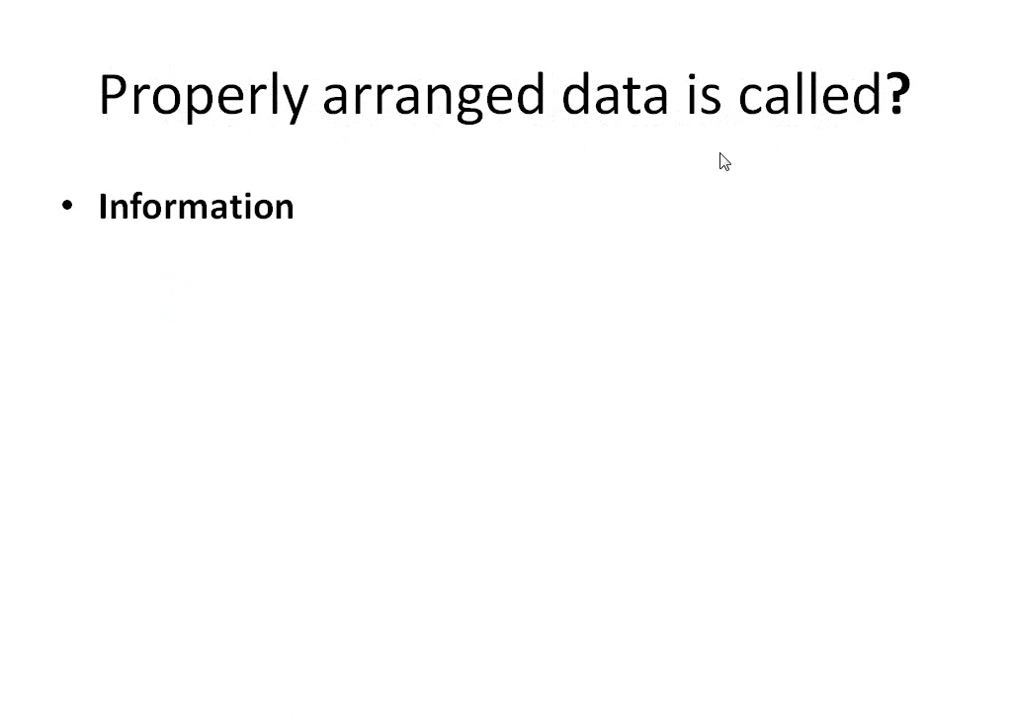 Properly arranged data is called?
• Information